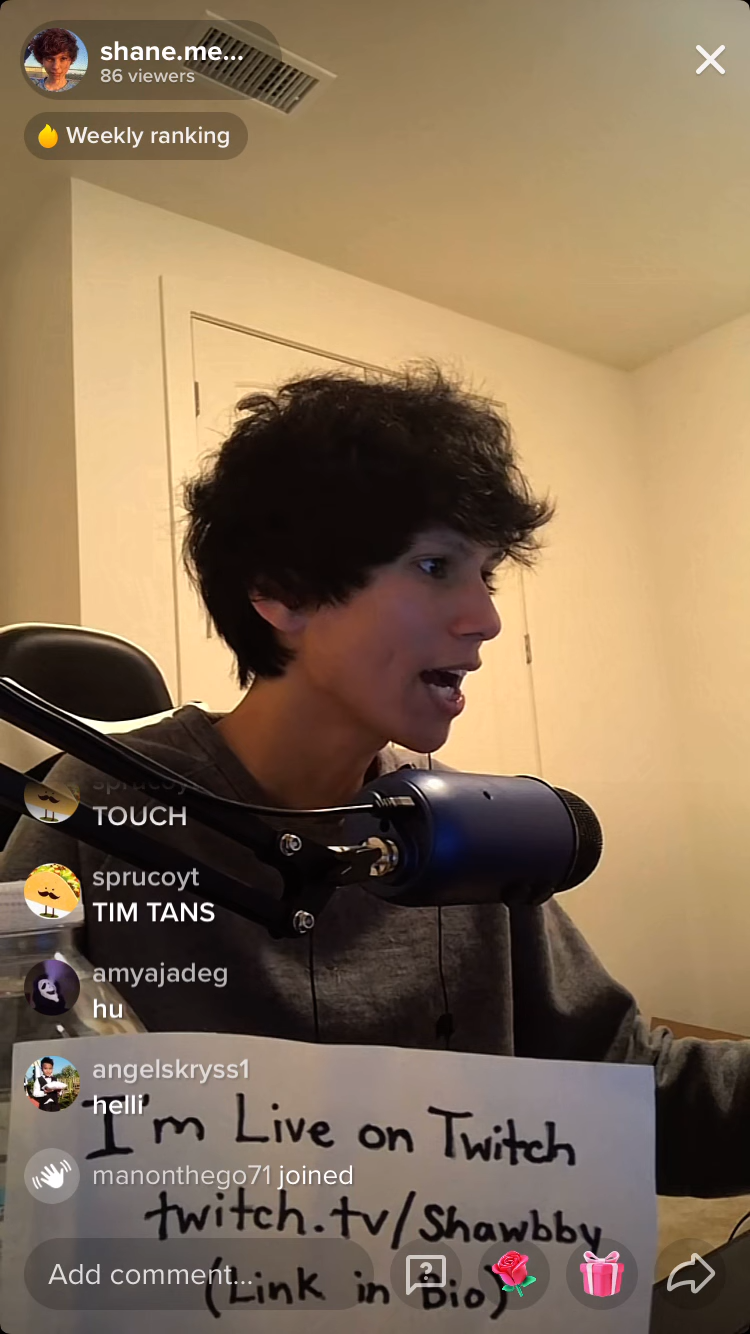 shane.me...
86 viewers
Weekly ranking
sprucoy
TOUCH
sprucoyt
TIM TANS
amyajadeg
hu
angelskryss1
helli
I'm Live on Twitch
manonthego71 joined
twitch.tv/Shawbby
Add comment...
(Link in Bio)